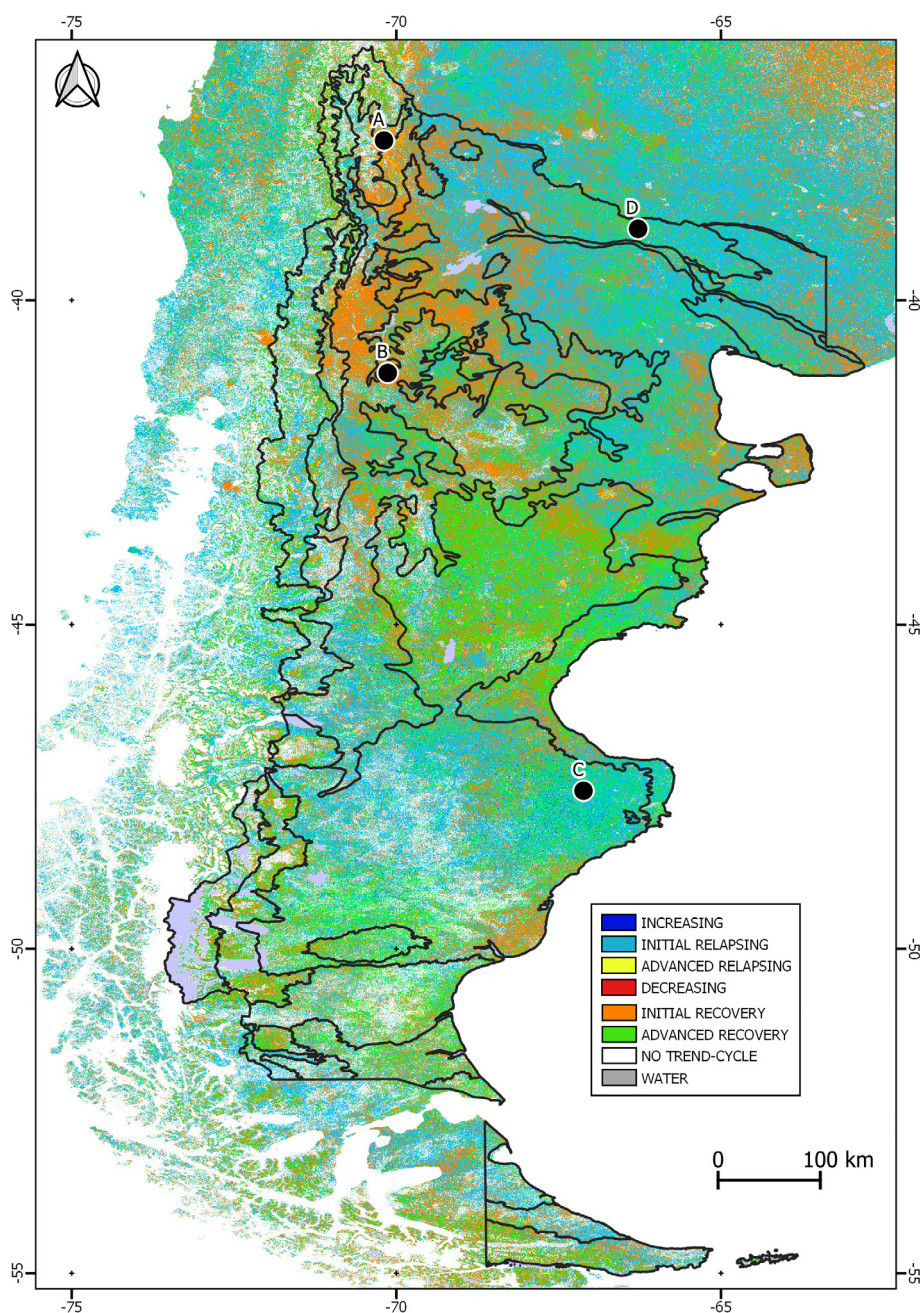 -75 -70 -65
A
D
-40 -40
B
-45 -45
C
INCREASING
INITIAL RELAPSING
ADVANCED RELAPSING
DECREASING
INITIAL RECOVERY
ADVANCED RECOVERY
NO TREND-CYCLE
WATER
-50 -50
0 100 km
-55 -55
-75 -70 -65